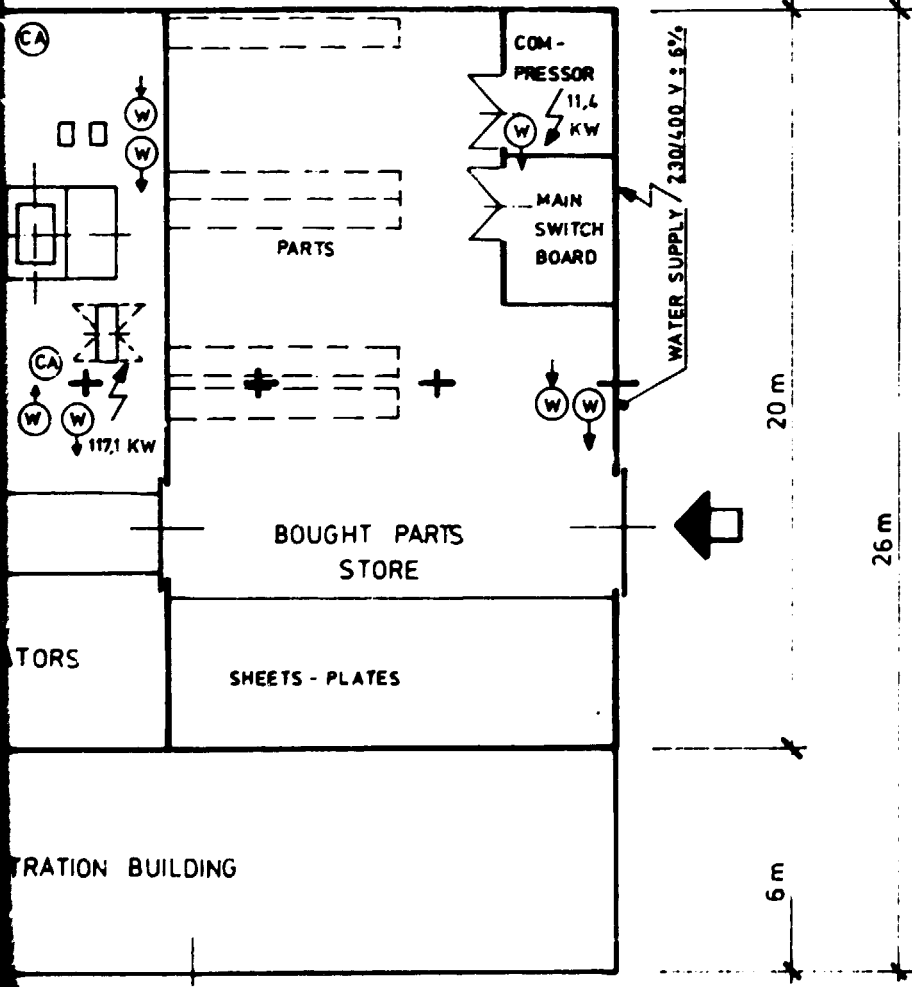 CA
COM-
PRESSOR
11,4
KW
W
W
W
MAIN
SWITCH
BOARD
PARTS
WATER SUPPLY / 230/400 V ± 6%
CA
W
W
117,1 KW
W
W
20 m
26 m
BOUGHT PARTS
STORE
TORS
SHEETS - PLATES
TRATION BUILDING
6 m